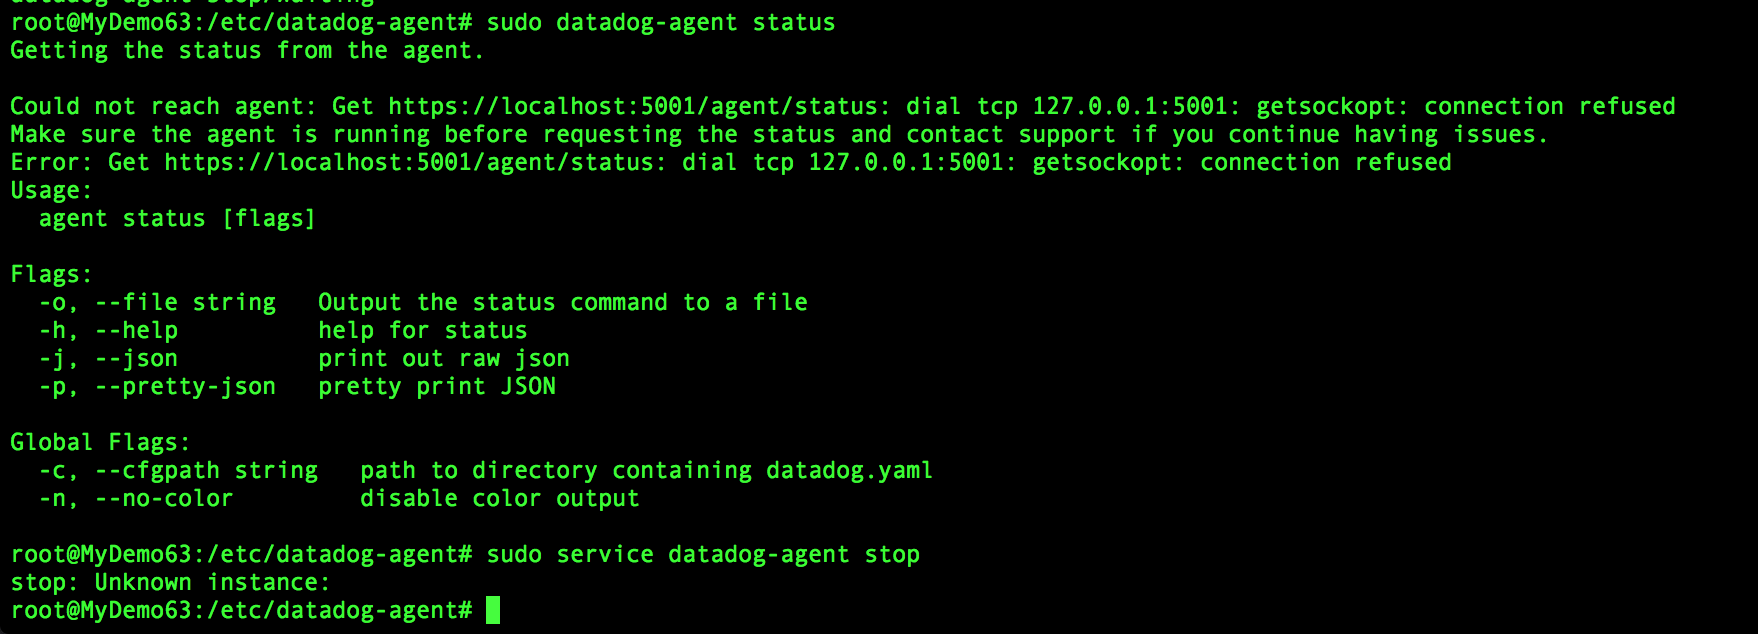 root@MyDemo63:/etc/datadog-agent# sudo datadog-agent status
Getting the status from the agent.

Could not reach agent: Get https://localhost:5001/agent/status: dial tcp 127.0.0.1:5001: getsockopt: connection refused
Make sure the agent is running before requesting the status and contact support if you continue having issues.
Error: Get https://localhost:5001/agent/status: dial tcp 127.0.0.1:5001: getsockopt: connection refused
Usage:
  agent status [flags]

Flags:
  -o, --file string   Output the status command to a file
  -h, --help          help for status
  -j, --json          print out raw json
  -p, --pretty-json   pretty print JSON

Global Flags:
  -c, --cfgpath string   path to directory containing datadog.yaml
  -n, --no-color         disable color output

root@MyDemo63:/etc/datadog-agent# sudo service datadog-agent stop
stop: Unknown instance:
root@MyDemo63:/etc/datadog-agent#